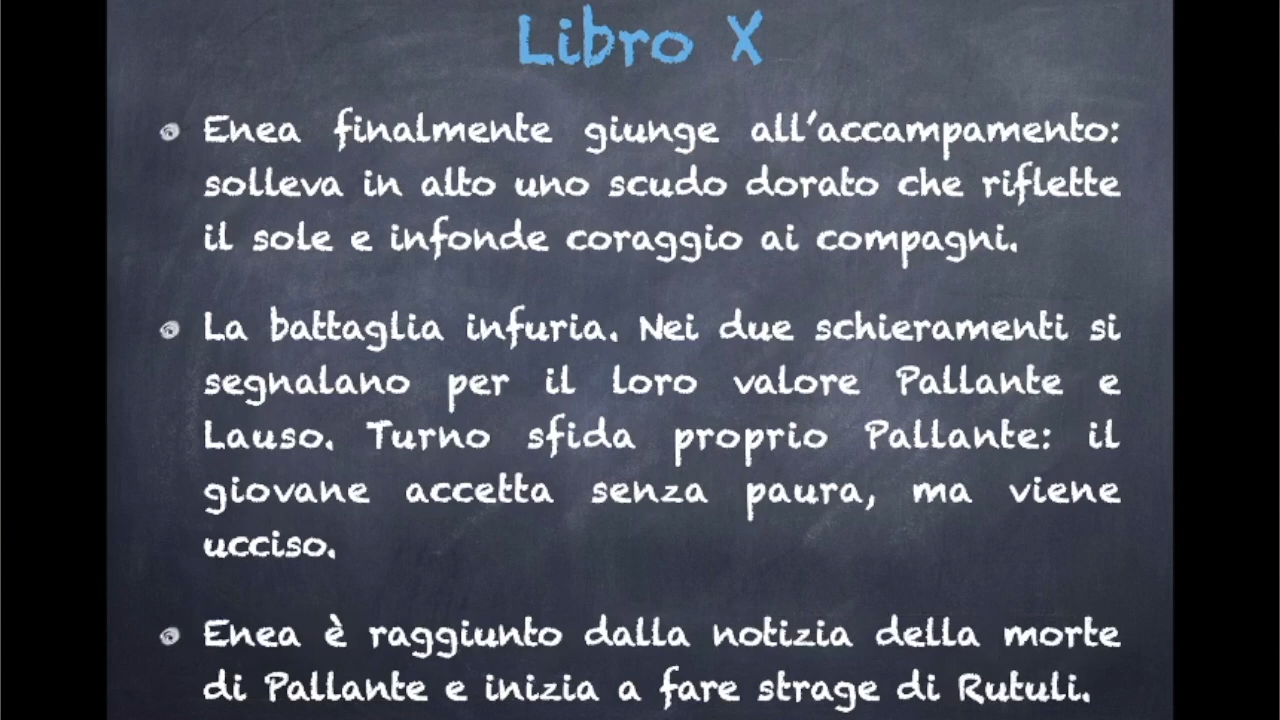 Libro X
Enea finalmente giunge all'accampamento:
solleva in alto uno scudo dorato che riflette
il sole e infonde coraggio ai compagni.
La battaglia infuria. Nei due schieramenti si
segnalano per il loro valore Pallante e
Lauso. Turno sfida proprio Pallante: il
giovane accetta senza paura, ma viene
ucciso.
Enea è raggiunto dalla notizia della morte
di Pallante e inizia a fare strage di Rutuli.